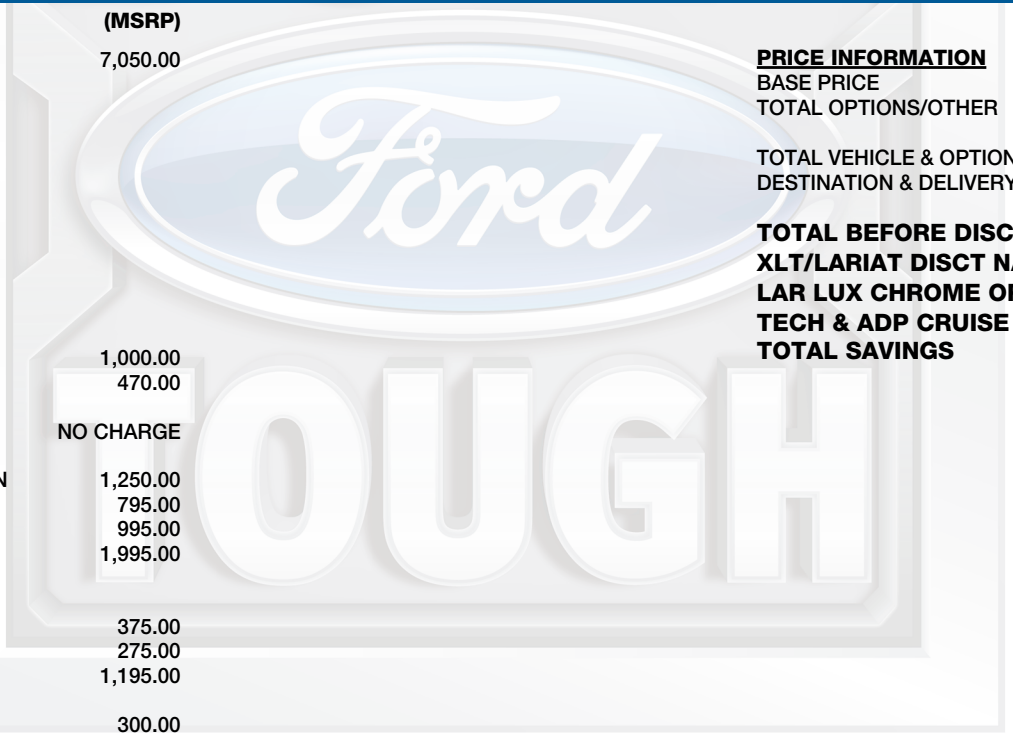 (MSRP)
7,050.00
1,000.00
470.00
NO CHARGE
N 1,250.00
795.00
995.00
1,995.00
375.00
275.00
1,195.00
300.00
PRICE INFORMATION
BASE PRICE
TOTAL OPTIONS/OTHER
TOTAL VEHICLE & OPTION
DESTINATION & DELIVERY
TOTAL BEFORE DISC
XLT/LARIAT DISCT NA
LAR LUX CHROME O
TECH & ADP CRUISE
TOTAL SAVINGS
Ford
TOUGH